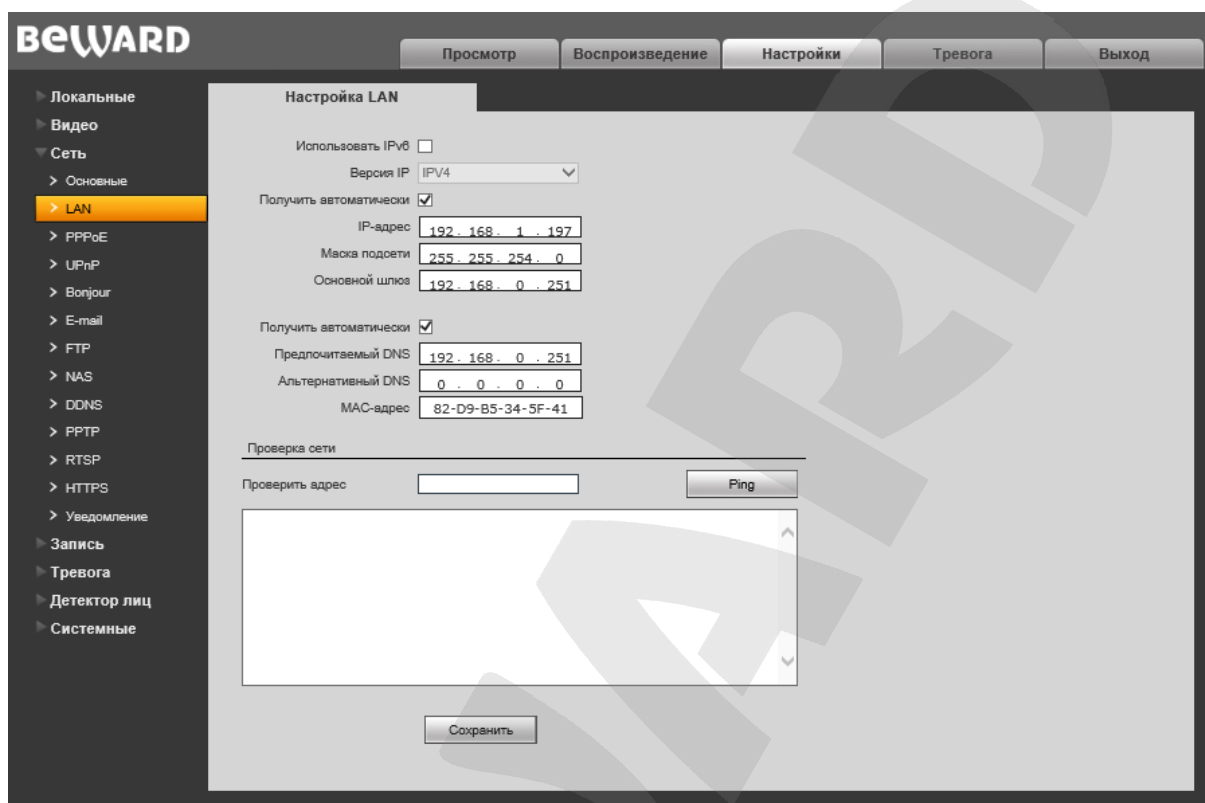 BEWARD
Просмотр
Воспроизведение
Настройки
Тревога
Выход
Локальные
Видео
Сеть
> Основные
> LAN
> PPPoE
> UPnP
> Bonjour
> E-mail
> FTP
> NAS
> DDNS
> PPTP
> RTSP
> HTTPS
> Уведомление
Запись
Тревога
Детектор лиц
Системные
Настройка LAN
Использовать IPv6
Версия IP IPV4
Получить автоматически
IP-адрес 192. 168. 1 . 197
Маска подсети 255. 255. 254. 0
Основной шлюз 192. 168. 0 . 251
Получить автоматически
Предпочитаемый DNS 192. 168. 0 . 251
Альтернативный DNS 0 . 0 . 0 . 0
MAC-адрес 82-D9-B5-34-5F-41
Проверка сети
Проверить адрес Ping
Сохранить